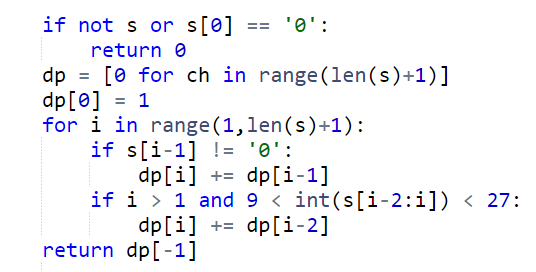 if not s or s[0] == '0':
    return 0
dp = [0 for ch in range(len(s)+1)]
dp[0] = 1
for i in range(1,len(s)+1):
    if s[i-1] != '0':
        dp[i] += dp[i-1]
    if i > 1 and 9 < int(s[i-2:i]) < 27:
        dp[i] += dp[i-2]
return dp[-1]